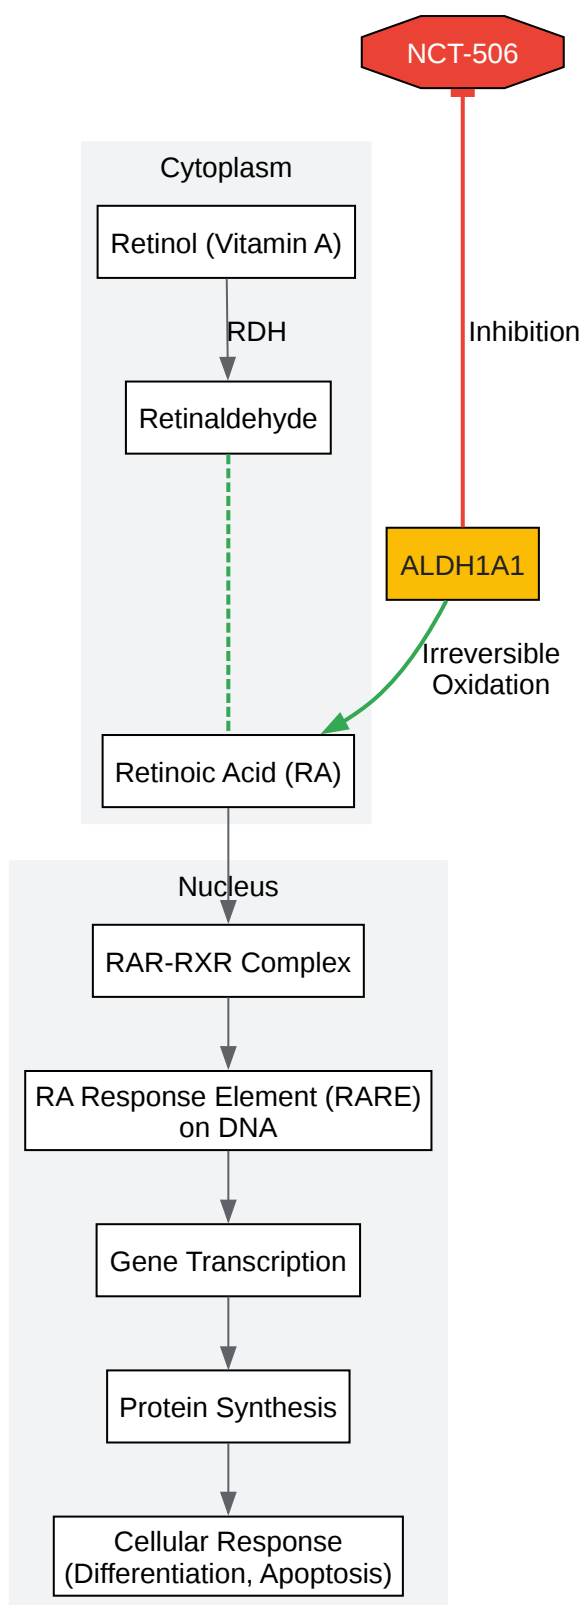 NCT-506
Cytoplasm
Retinol (Vitamin A)
RDH
Inhibition
Retinaldehyde
ALDH1A1
Irreversible
Oxidation
Retinoic Acid (RA)
Nucleus
RAR-RXR Complex
RA Response Element (RARE)
on DNA
Gene Transcription
Protein Synthesis
Cellular Response
(Differentiation, Apoptosis)